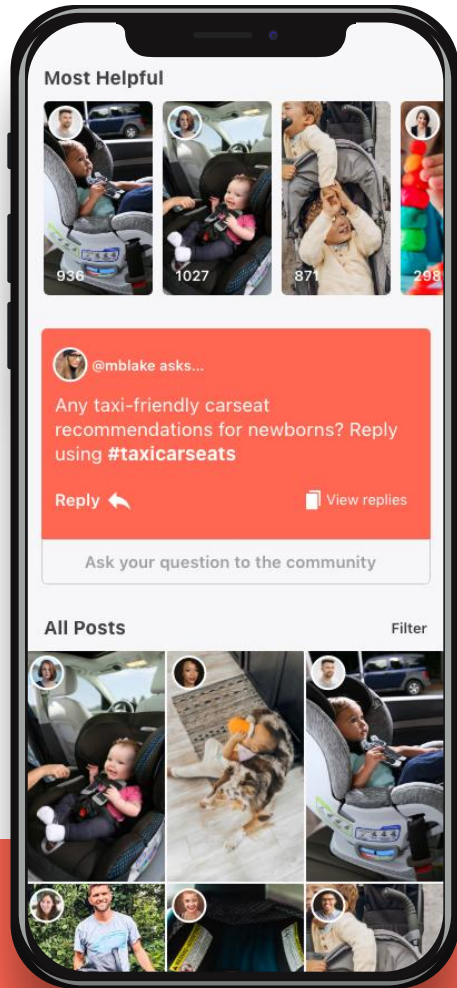 Most Helpful
936
1027
871
298
@mblake asks...
Any taxi-friendly carseat
recommendations for newborns? Reply
using #taxicarseats
Reply
View replies
Ask your question to the community
All Posts
Filter